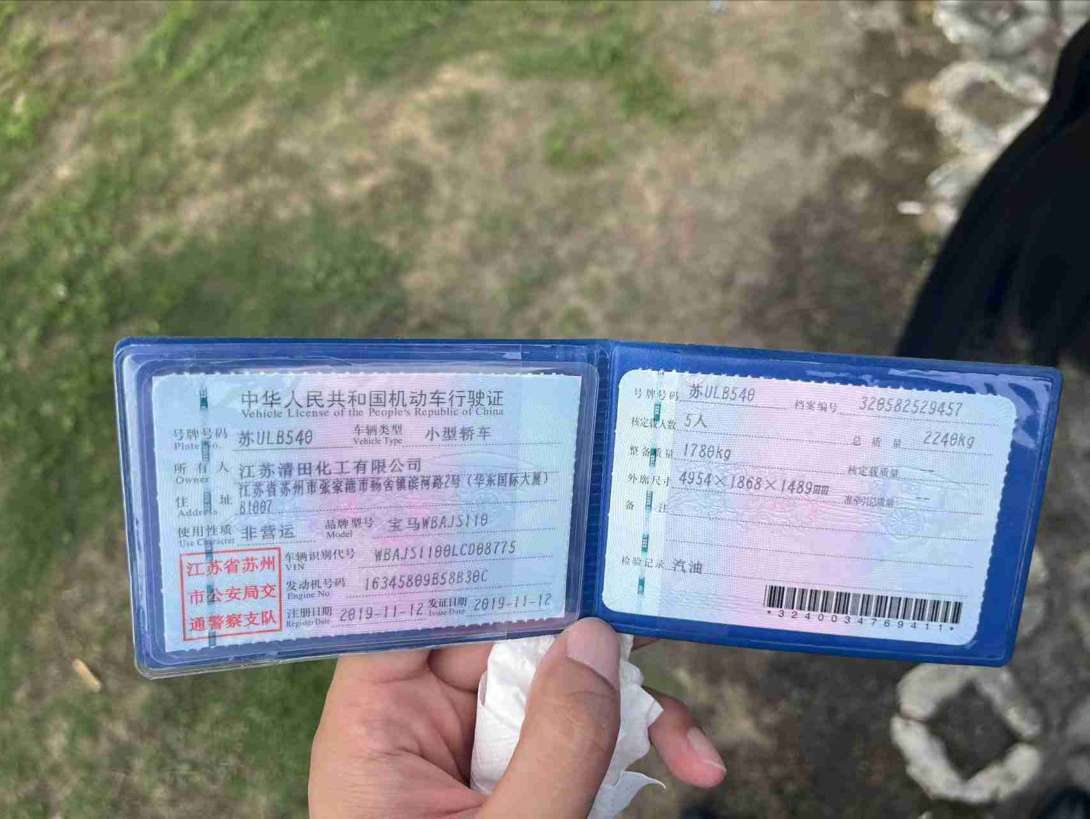 中华人民共和国机动车行驶证
Vehicle License of the People's Republic of China
号牌号码 苏ULB540 车辆类型 小型轿车
Plate No. Vehicle Type
所有人 江苏清田化工有限公司
Owner
住址 江苏省苏州市张家港市杨舍镇滨河路2号(华东国际大厦)
Address B1007
使用性质 非营运 品牌型号 宝马WBAJS110
Use Character Model
江苏省苏州
市公安局交
通警察支队
车辆识别代号 WBAJS1100LCD08775
VIN
发动机号码 16345809B58B30C
Engine No.
注册日期 2019-11-12 发证日期 2019-11-12
Register Date Issue Date
号牌号码 苏ULB540 档案编号 320582529457
核定载人数 5人 总质量 2240kg
整备质量 1780kg 核定载质量 --
外廓尺寸 4954×1868×1489mm 准牵引总质量 --
备注
检验记录 汽油
*3240034769411*